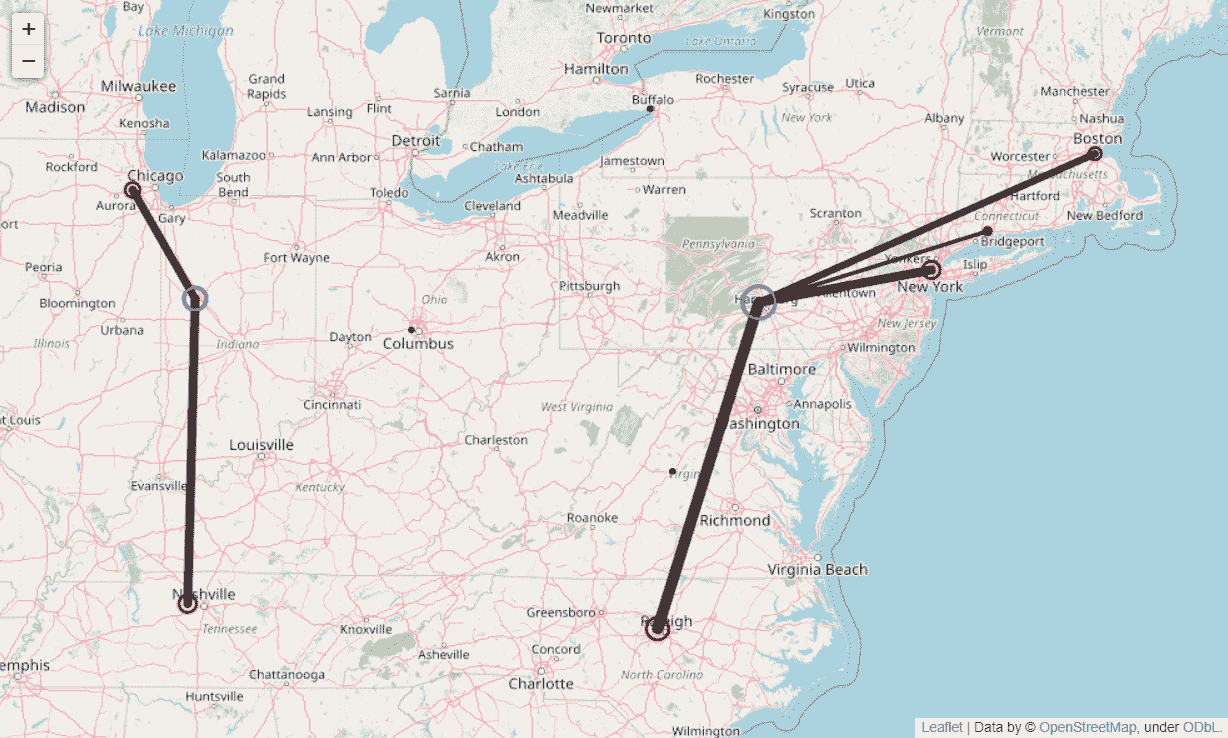 Bay
Newmarket
Kingston
+
Lake Michigan
Toronto
Lake Ontario
Vermont
−
Hamilton
Milwaukee
Grand
Rapids
Rochester
Syracuse
Utica
Manchester
Madison
Lansing
Flint
Sarnia
London
Buffalo
New York
Albany
Nashua
Kenosha
Detroit
Boston
Rockford
Kalamazoo
Ann Arbor
Chatham
Lake Erie
Jamestown
Worcester
Massachusetts
Chicago
South
Bend
Toledo
Ashtabula
Warren
Hartford
Aurora
Gary
Cleveland
Meadville
Scranton
Connecticut
New Bedford
ort
Fort Wayne
Akron
Pennsylvania
Bridgeport
Yonkers
Islip
Peoria
Pittsburgh
New York
Bloomington
Ohio
Urbana
Dayton
Columbus
New Jersey
Illinois
Indiana
Wilmington
Baltimore
Cincinnati
West Virginia
Annapolis
nt Louis
Louisville
Charleston
ashington
Evansville
Kentucky
Virgin
Roanoke
Richmond
Virginia Beach
Nashville
Greensboro
Tennessee
Knoxville
Concord
Asheville
emphis
Chattanooga
Charlotte
North Carolina
Huntsville
Wilmington
Leaflet | Data by © OpenStreetMap, under ODbL.